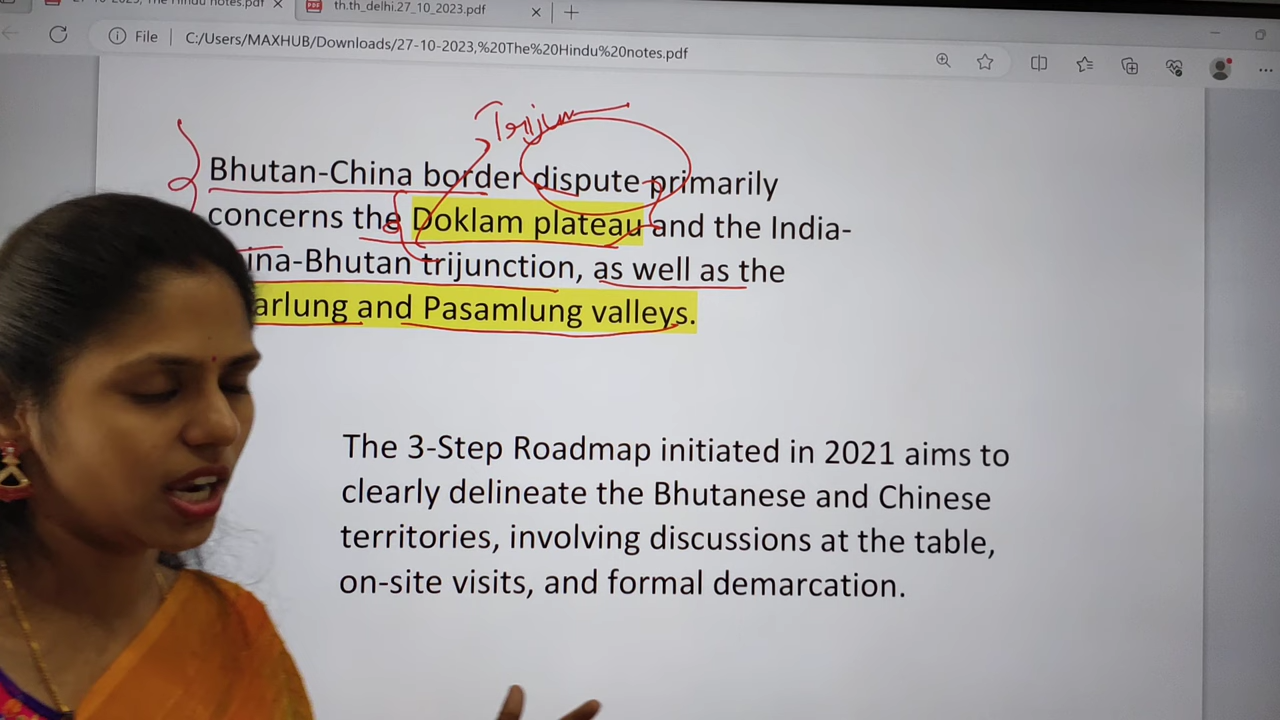 27-10-2023, The Hindu notes.pdf
th.th_delhi.27_10_2023.pdf
File
C:/Users/MAXHUB/Downloads/27-10-2023,%20The%20Hindu%20notes.pdf
Trijun
Bhutan-China border dispute primarily
concerns the Doklam plateau and the India-
ina-Bhutan trijunction, as well as the
arlung and Pasamlung valleys.
The 3-Step Roadmap initiated in 2021 aims to
clearly delineate the Bhutanese and Chinese
territories, involving discussions at the table,
on-site visits, and formal demarcation.